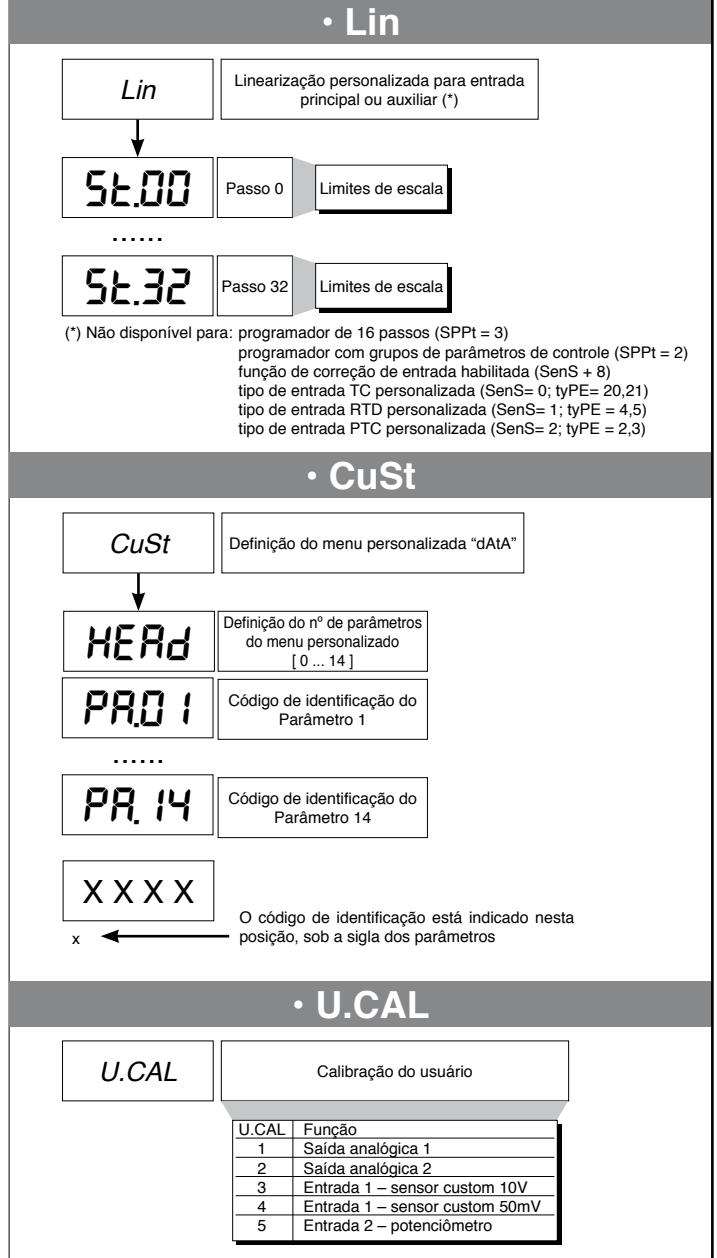 • Lin
Lin
Linearização personalizada para entrada
principal ou auxiliar (*)
St.00
Passo 0
Limites de escala
......
St.32
Passo 32
Limites de escala
(*) Não disponível para: programador de 16 passos (SPPt = 3)
programador com grupos de parâmetros de controle (SPPt = 2)
função de correção de entrada habilitada (SenS + 8)
tipo de entrada TC personalizada (SenS= 0; tyPE= 20,21)
tipo de entrada RTD personalizada (SenS= 1; tyPE = 4,5)
tipo de entrada PTC personalizada (SenS= 2; tyPE = 2,3)
• CuSt
CuSt
Definição do menu personalizada “dAtA”
HEAd
Definição do nº de parâmetros
do menu personalizado
[ 0 ... 14 ]
PA.01
Código de identificação do
Parâmetro 1
......
PA.14
Código de identificação do
Parâmetro 14
X X X X
O código de identificação está indicado nesta
x
posição, sob a sigla dos parâmetros
• U.CAL
U.CAL
Calibração do usuário
U.CAL Função
1 Saída analógica 1
2 Saída analógica 2
3 Entrada 1 – sensor custom 10V
4 Entrada 1 – sensor custom 50mV
5 Entrada 2 – potenciômetro